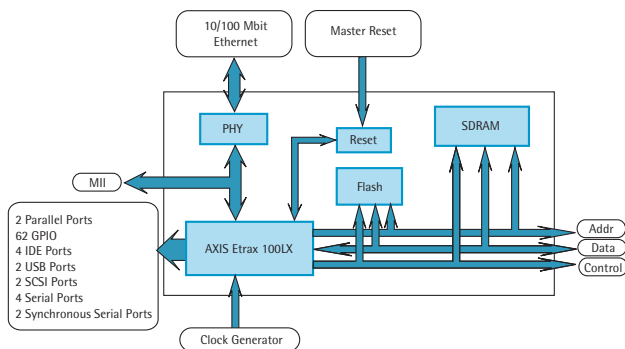 10/100 Mbit
Ethernet
Master Reset
PHY
Reset
SDRAM
MII
Flash
2 Parallel Ports
62 GPIO
4 IDE Ports
2 USB Ports
2 SCSI Ports
4 Serial Ports
2 Synchronous Serial Ports
AXIS Etrax 100LX
Addr
Data
Control
Clock Generator